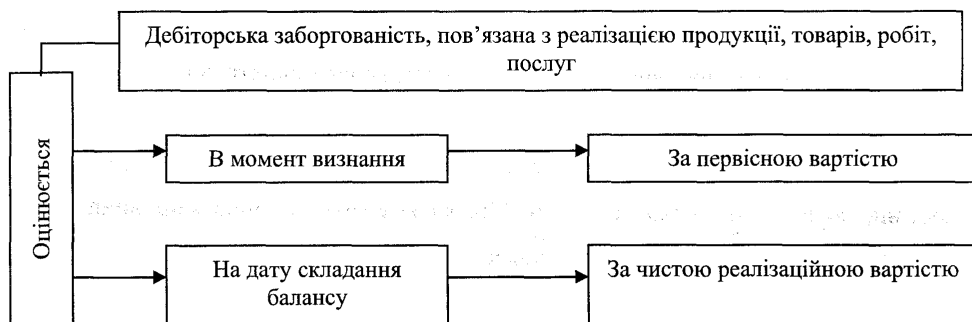 Дебіторська заборгованість, пов’язана з реалізацією продукції, товарів, робіт,
послуг
Оцінюється
В момент визнання
За первісною вартістю
На дату складання
балансу
За чистою реалізаційною вартістю